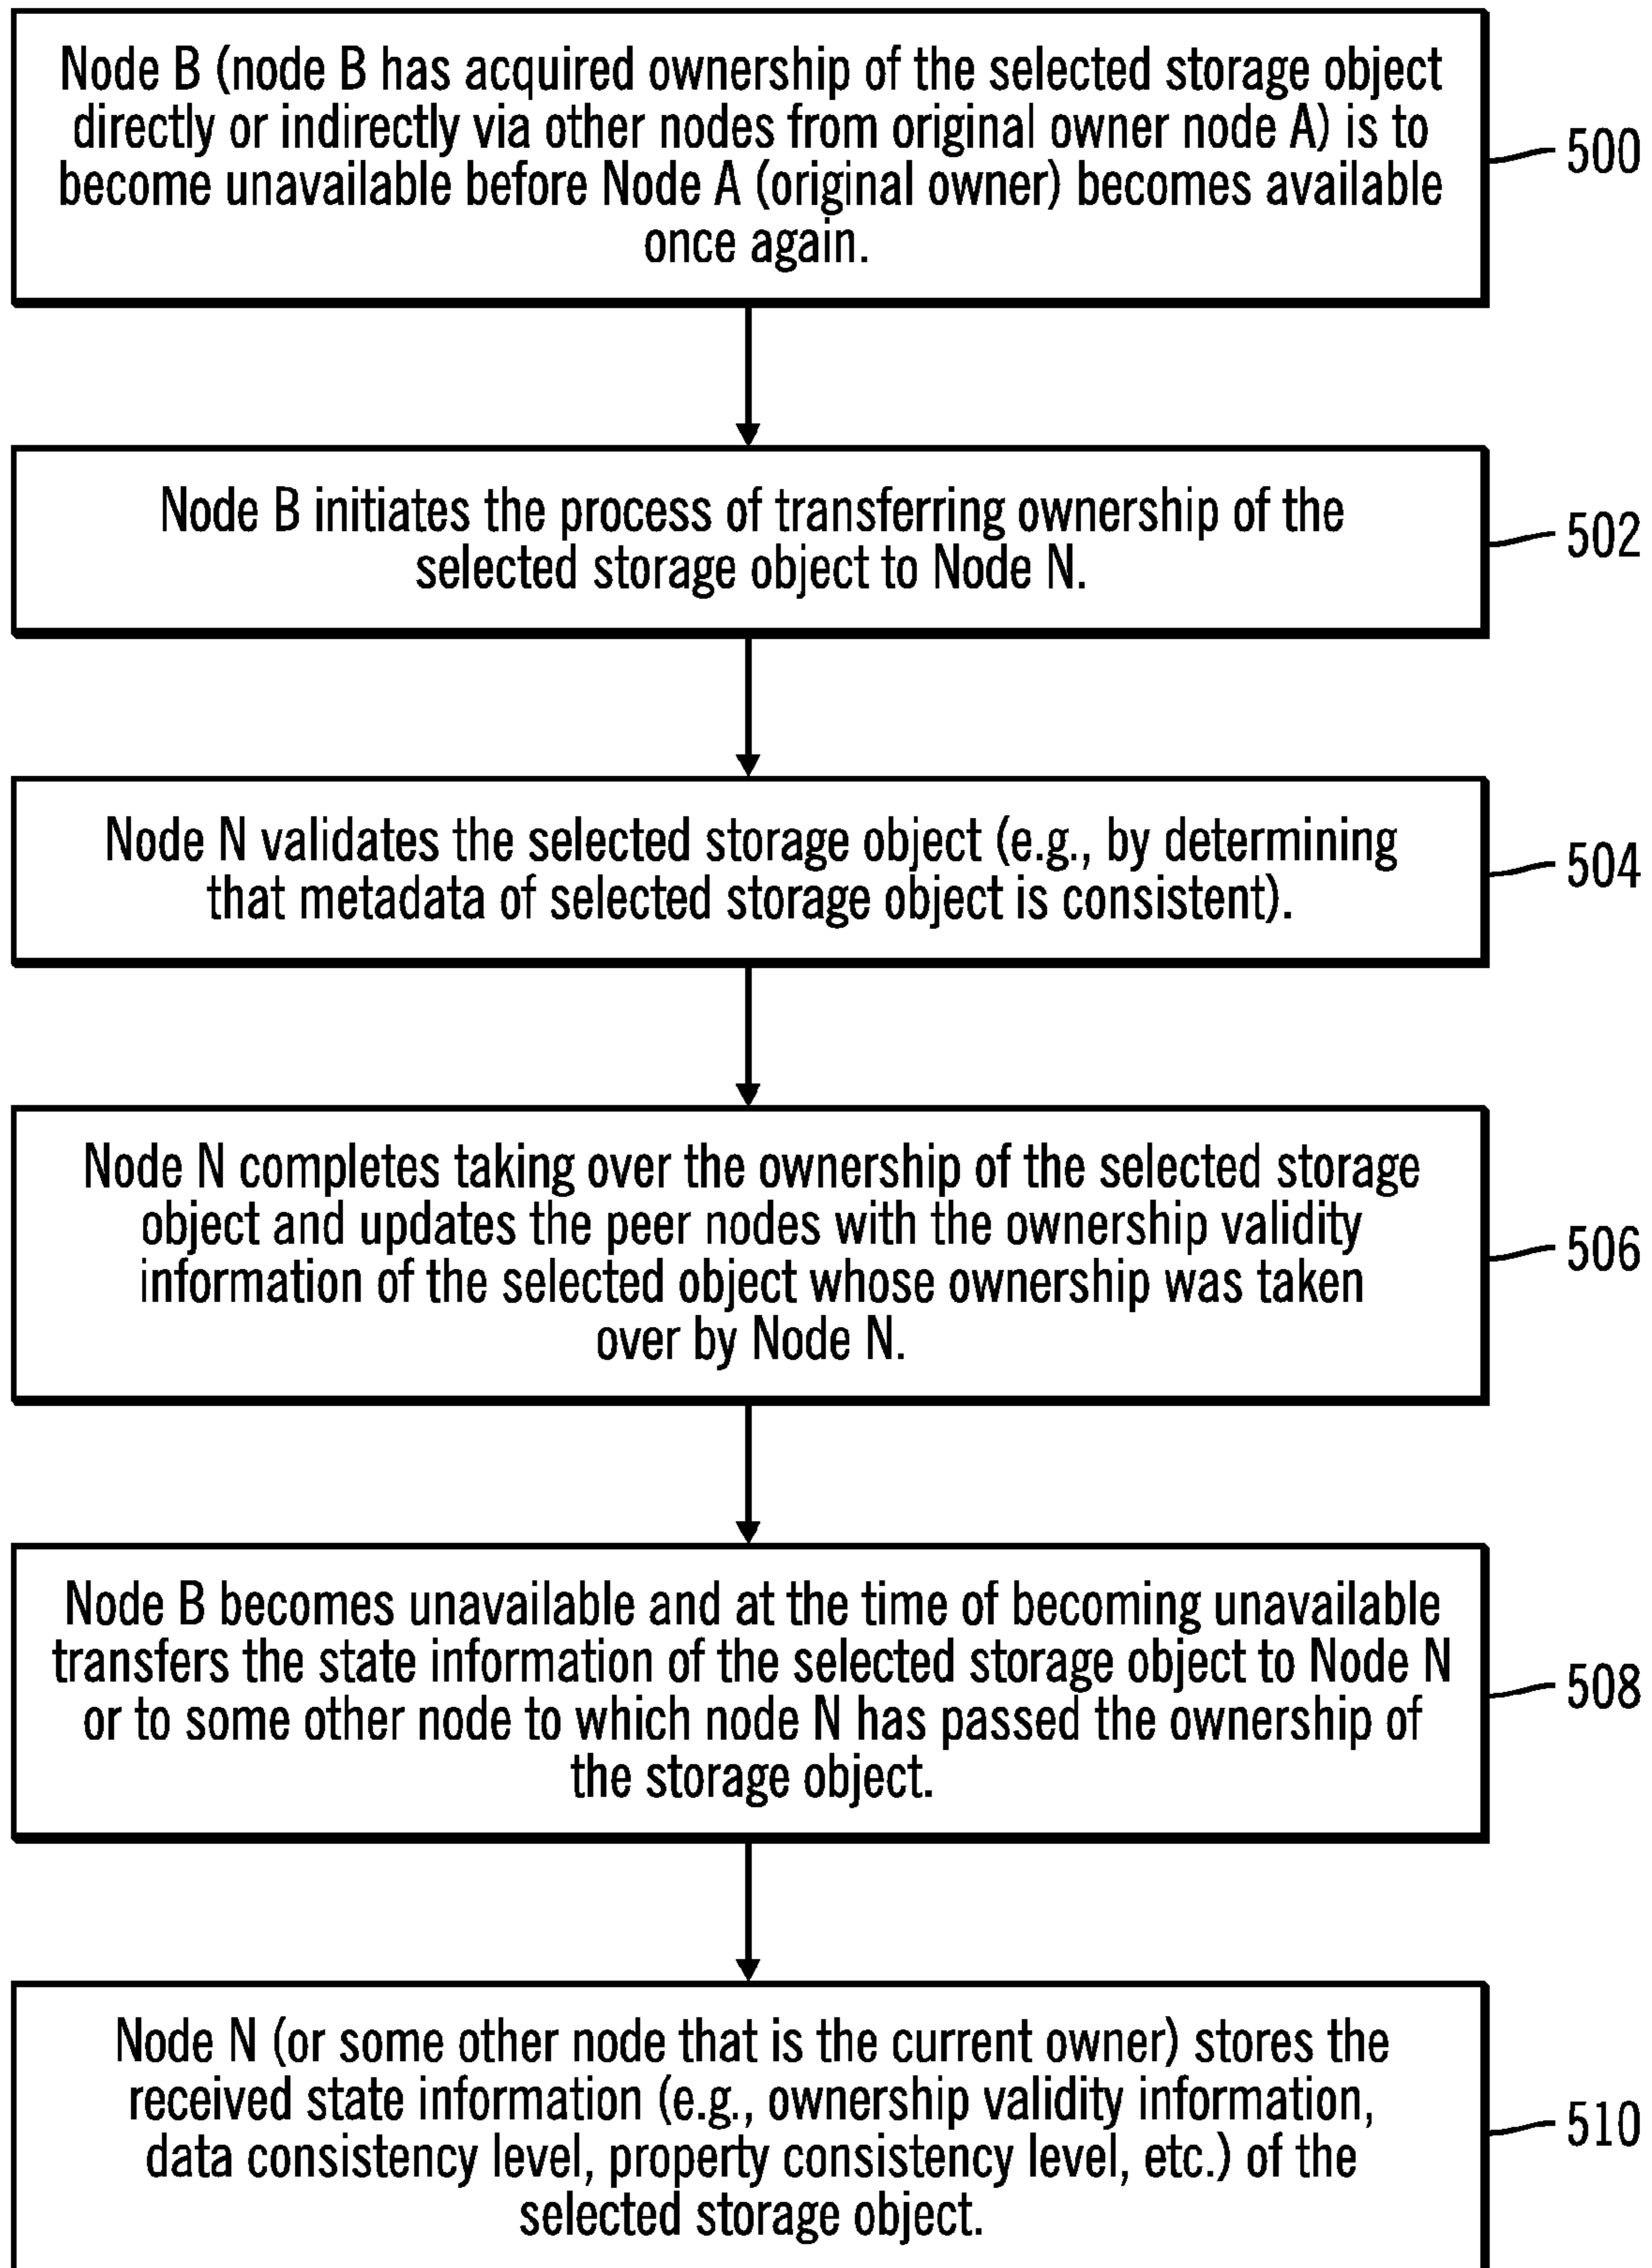 Node B (node B has acquired ownership of the selected storage object
directly or indirectly via other nodes from original owner node A) is to
become unavailable before Node A (original owner) becomes available
once again.
500
Node B initiates the process of transferring ownership of the
selected storage object to Node N.
502
Node N validates the selected storage object (e.g., by determining
that metadata of selected storage object is consistent).
504
Node N completes taking over the ownership of the selected storage
object and updates the peer nodes with the ownership validity
information of the selected object whose ownership was taken
over by Node N.
506
Node B becomes unavailable and at the time of becoming unavailable
transfers the state information of the selected storage object to Node N
or to some other node to which node N has passed the ownership of
the storage object.
508
Node N (or some other node that is the current owner) stores the
received state information (e.g., ownership validity information,
data consistency level, property consistency level, etc.) of the
selected storage object.
510